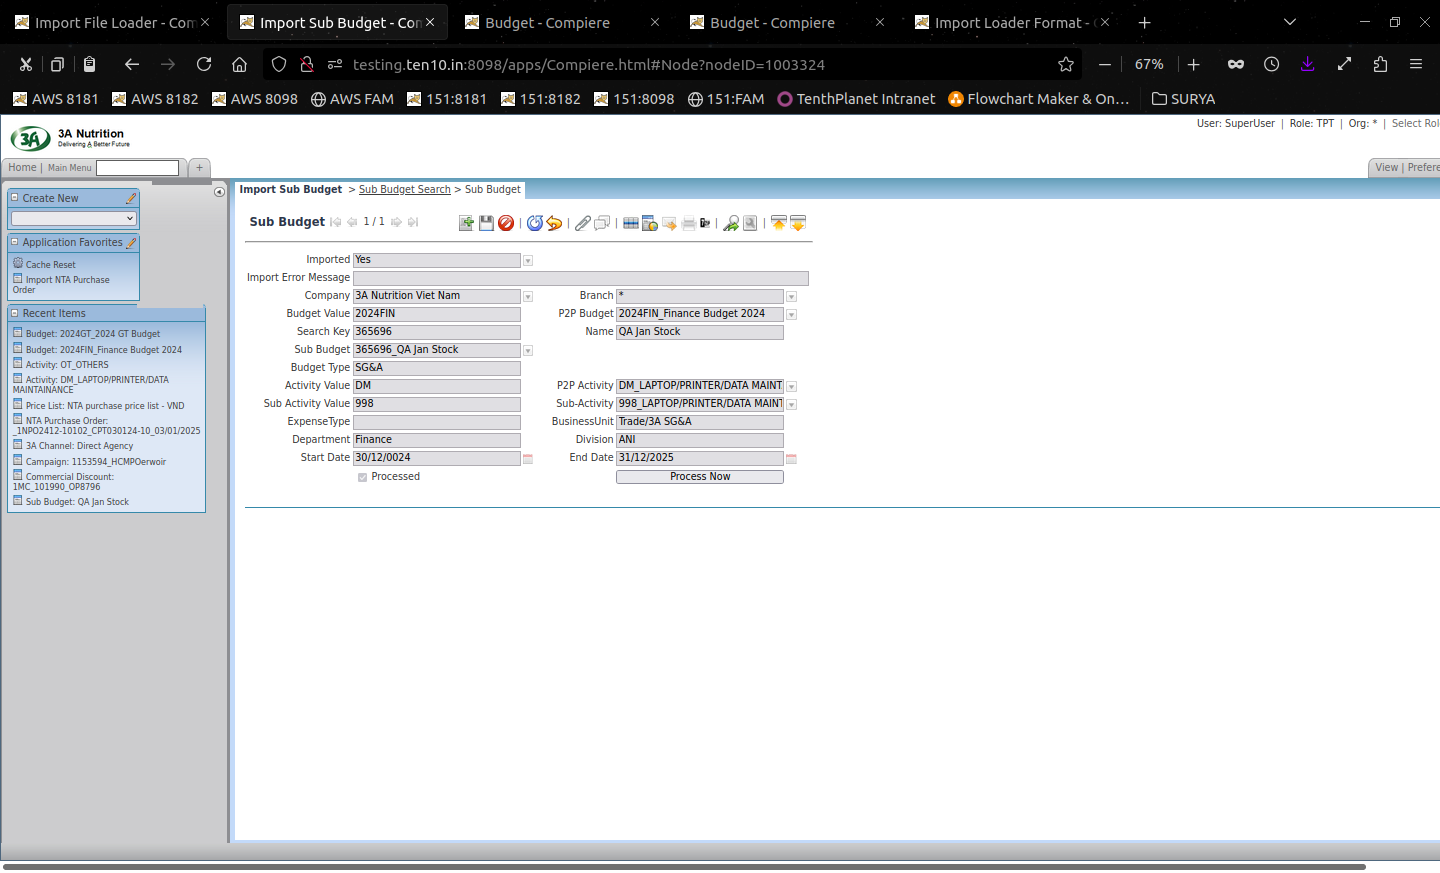 Import File Loader - Com
Import Sub Budget - Com
Budget - Compiere
Budget - Compiere
Import Loader Format -
testing.ten10.in:8098/apps/Compiere.html#Node?nodeID=1003324
67%
AWS 8181
AWS 8182
AWS 8098
AWS FAM
151:8181
151:8182
151:8098
151:FAM
TenthPlanet Intranet
Flowchart Maker & On…
SURYA
3A
3A Nutrition
Delivering A Better Future
User: SuperUser | Role: TPT | Org: * | Select Rol
Home | Main Menu
+
View | Prefere
Create New
Application Favorites
Cache Reset
Import NTA Purchase
Order
Recent Items
Budget: 2024GT_2024 GT Budget
Budget: 2024FIN_Finance Budget 2024
Activity: OT_OTHERS
Activity: DM_LAPTOP/PRINTER/DATA
MAINTAINANCE
Price List: NTA purchase price list - VND
NTA Purchase Order:
_1NPO2412-10102_CPT030124-10_03/01/2025
3A Channel: Direct Agency
Campaign: 1153594_HCMPOerwoir
Commercial Discount:
1MC_101990_OP8796
Sub Budget: QA Jan Stock
Import Sub Budget > Sub Budget Search > Sub Budget
Sub Budget 1 / 1
Imported Yes
Import Error Message
Company 3A Nutrition Viet Nam Branch *
Budget Value 2024FIN P2P Budget 2024FIN_Finance Budget 2024
Search Key 365696 Name QA Jan Stock
Sub Budget 365696_QA Jan Stock
Budget Type SG&A
Activity Value DM P2P Activity DM_LAPTOP/PRINTER/DATA MAINT
Sub Activity Value 998 Sub-Activity 998_LAPTOP/PRINTER/DATA MAINT
ExpenseType BusinessUnit Trade/3A SG&A
Department Finance Division ANI
Start Date 30/12/0024 End Date 31/12/2025
Processed Process Now